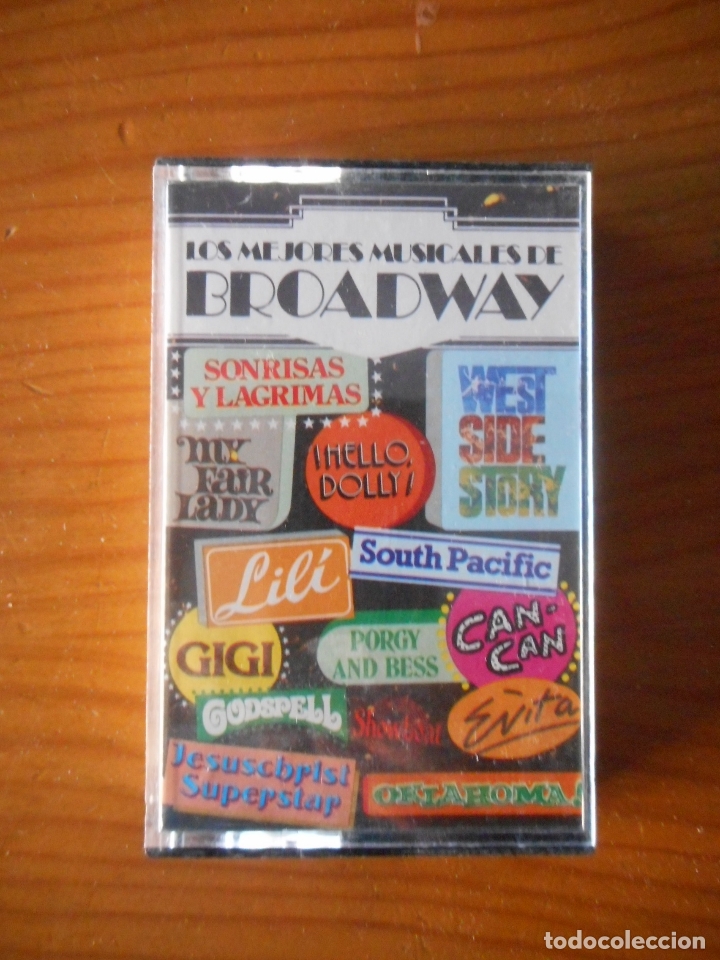 LOS MEJORES MUSICALES DE
BROADWAY
SONRISAS
Y LAGRIMAS
WEST
SIDE
STORY
MY
FAIR
LADY
¡HELLO,
DOLLY!
Lilí
South Pacific
GIGI
PORGY
AND BESS
CAN-
CAN
GODSPELL
Showboat
Evita
Jesuschrist
Superstar
OKLAHOMA!
todocoleccion